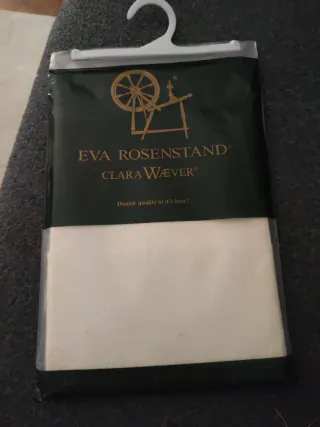 EVA ROSENSTAND®
CLARA WÆVER®
Danish quality at it's best!